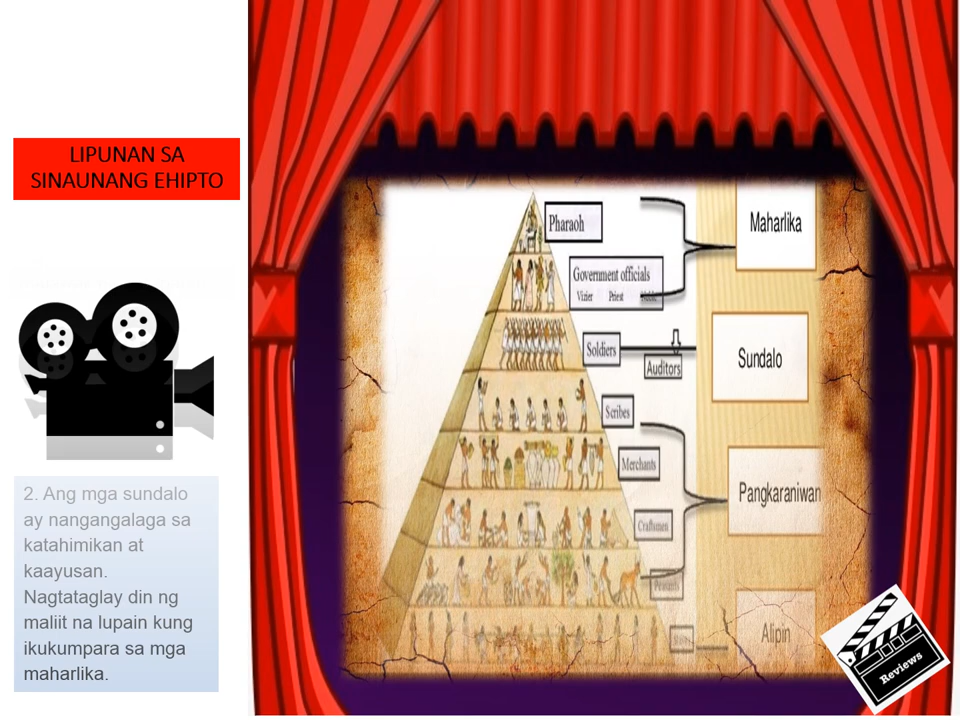 LIPUNAN SA
SINAUNANG EHIPTO
2. Ang mga sundalo
ay nangangalaga sa
katahimikan at
kaayusan.
Nagtataglay din ng
maliit na lupain kung
ikukumpara sa mga
maharlika.
Pharaoh
Government officials
Vizier Priest
Soldiers
Auditors
Scribes
Merchants
Craftsmen
Peasants
Maharlika
Sundalo
Pangkaraniwan
Alipin
Reviews